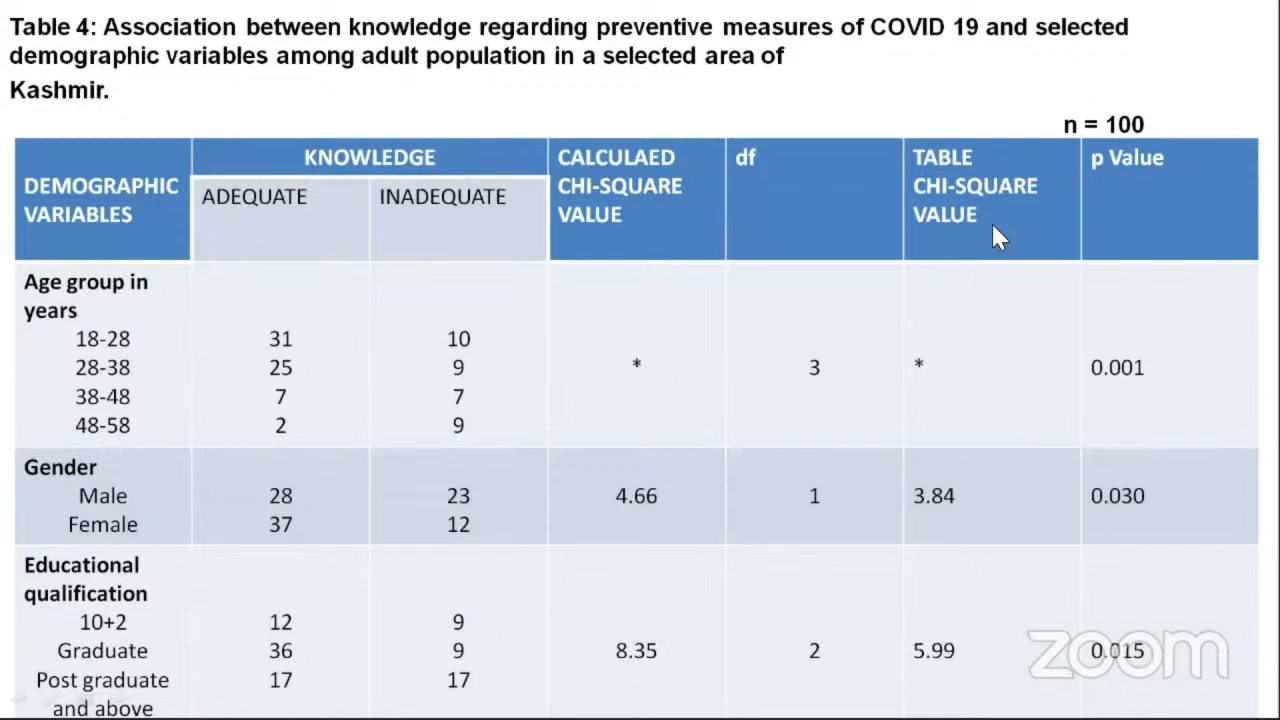 Table 4: Association between knowledge regarding preventive measures of COVID 19 and selected
demographic variables among adult population in a selected area of
Kashmir.
n = 100
DEMOGRAPHIC VARIABLES KNOWLEDGE CALCULAED CHI-SQUARE VALUE df TABLE CHI-SQUARE VALUE p Value
ADEQUATE INADEQUATE
Age group in
years
18-28 31 10
28-38 25 9 * 3 * 0.001
38-48 7 7
48-58 2 9
Gender
Male 28 23 4.66 1 3.84 0.030
Female 37 12
Educational
qualification
10+2 12 9
Graduate 36 9 8.35 2 5.99 0.015
Post graduate 17 17
and above
zoom